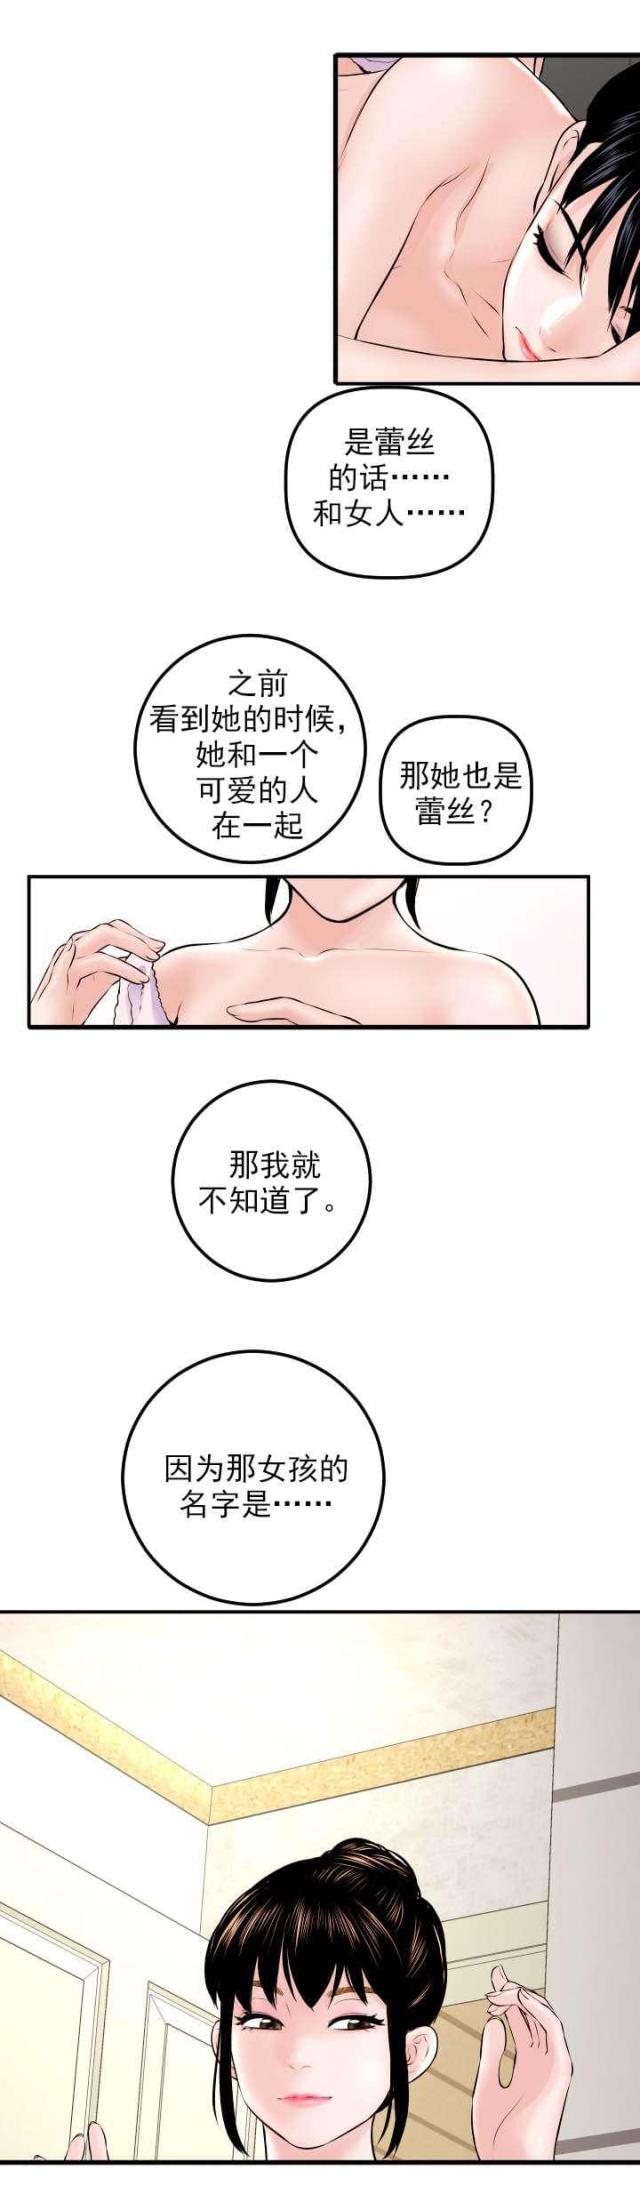 是蕾丝
的话……
和女人……
之前
看到她的时候，
她和一个
可爱的人
在一起
那她也是
蕾丝？
那我就
不知道了。
因为那女孩的
名字是……